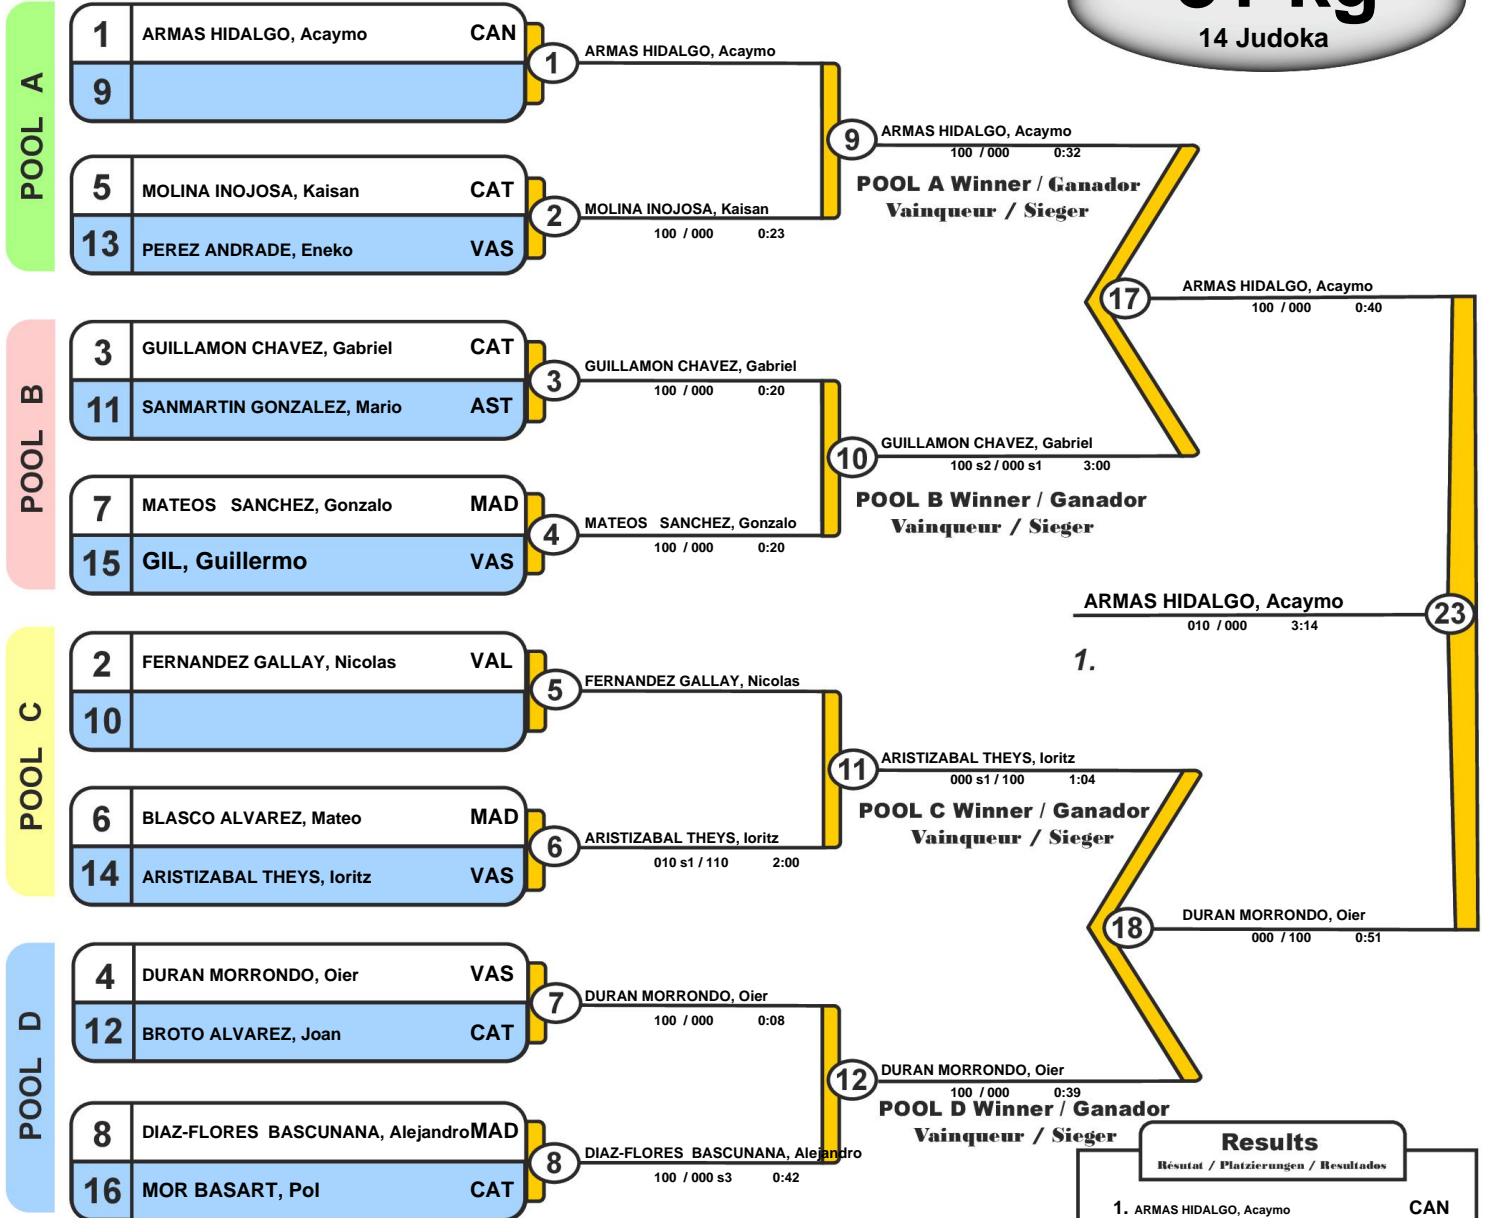 14 Judoka
POOL A
1 ARMAS HIDALGO, Acaymo CAN
9
5 MOLINA INOJOSA, Kaisan CAT
13 PEREZ ANDRADE, Eneko VAS
1 ARMAS HIDALGO, Acaymo
2 MOLINA INOJOSA, Kaisan
100 / 000 0:23
9 ARMAS HIDALGO, Acaymo
100 / 000 0:32
POOL A Winner / Ganador
Vainqueur / Sieger
POOL B
3 GUILLAMON CHAVEZ, Gabriel CAT
11 SANMARTIN GONZALEZ, Mario AST
7 MATEOS SANCHEZ, Gonzalo MAD
15 GIL, Guillermo VAS
3 GUILLAMON CHAVEZ, Gabriel
100 / 000 0:20
4 MATEOS SANCHEZ, Gonzalo
100 / 000 0:20
10 GUILLAMON CHAVEZ, Gabriel
100 s2 / 000 s1 3:00
POOL B Winner / Ganador
Vainqueur / Sieger
17 ARMAS HIDALGO, Acaymo
100 / 000 0:40
ARMAS HIDALGO, Acaymo 23
010 / 000 3:14
1.
POOL C
2 FERNANDEZ GALLAY, Nicolas VAL
10
6 BLASCO ALVAREZ, Mateo MAD
14 ARISTIZABAL THEYS, Ioritz VAS
5 FERNANDEZ GALLAY, Nicolas
6 ARISTIZABAL THEYS, Ioritz
010 s1 / 110 2:00
11 ARISTIZABAL THEYS, Ioritz
000 s1 / 100 1:04
POOL C Winner / Ganador
Vainqueur / Sieger
18 DURAN MORRONDO, Oier
000 / 100 0:51
POOL D
4 DURAN MORRONDO, Oier VAS
12 BROTO ALVAREZ, Joan CAT
8 DIAZ-FLORES BASCUNANA, Alejandro MAD
16 MOR BASART, Pol CAT
7 DURAN MORRONDO, Oier
100 / 000 0:08
8 DIAZ-FLORES BASCUNANA, Alejandro
100 / 000 s3 0:42
12 DURAN MORRONDO, Oier
100 / 000 0:39
POOL D Winner / Ganador
Vainqueur / Sieger
Results
Résutat / Platzierungen / Resultados
1. ARMAS HIDALGO, Acaymo CAN